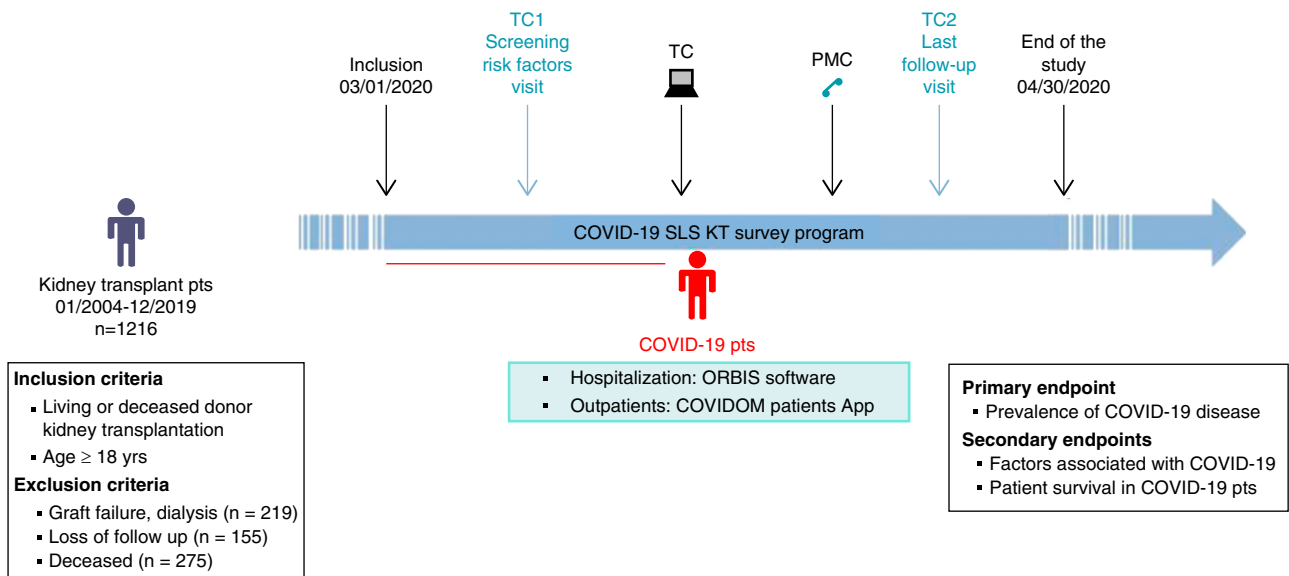 Inclusion
03/01/2020
TC1
Screening
risk factors
visit
TC
PMC
TC2
Last
follow-up
visit
End of the
study
04/30/2020
COVID-19 SLS KT survey program
Kidney transplant pts
01/2004-12/2019
n=1216
COVID-19 pts
▪ Hospitalization: ORBIS software
▪ Outpatients: COVIDOM patients App
Inclusion criteria
▪ Living or deceased donor
kidney transplantation
▪ Age ≥ 18 yrs
Exclusion criteria
▪ Graft failure, dialysis (n = 219)
▪ Loss of follow up (n = 155)
▪ Deceased (n = 275)
Primary endpoint
▪ Prevalence of COVID-19 disease
Secondary endpoints
▪ Factors associated with COVID-19
▪ Patient survival in COVID-19 pts